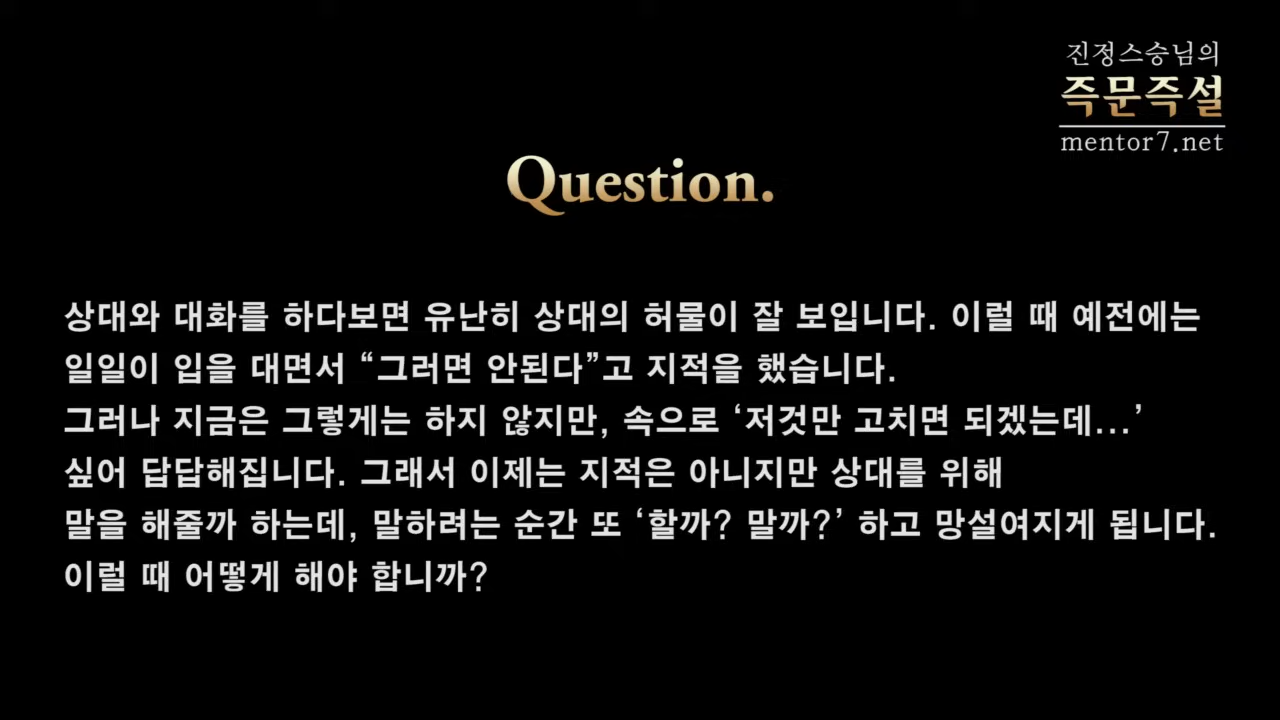 진정스승님의
즉문즉설
mentor7.net
Question.
상대와 대화를 하다보면 유난히 상대의 허물이 잘 보입니다. 이럴 때 예전에는
일일이 입을 대면서 “그러면 안된다”고 지적을 했습니다.
그러나 지금은 그렇게는 하지 않지만, 속으로 ‘저것만 고치면 되겠는데...’
싶어 답답해집니다. 그래서 이제는 지적은 아니지만 상대를 위해
말을 해줄까 하는데, 말하려는 순간 또 ‘할까? 말까?’ 하고 망설여지게 됩니다.
이럴 때 어떻게 해야 합니까?